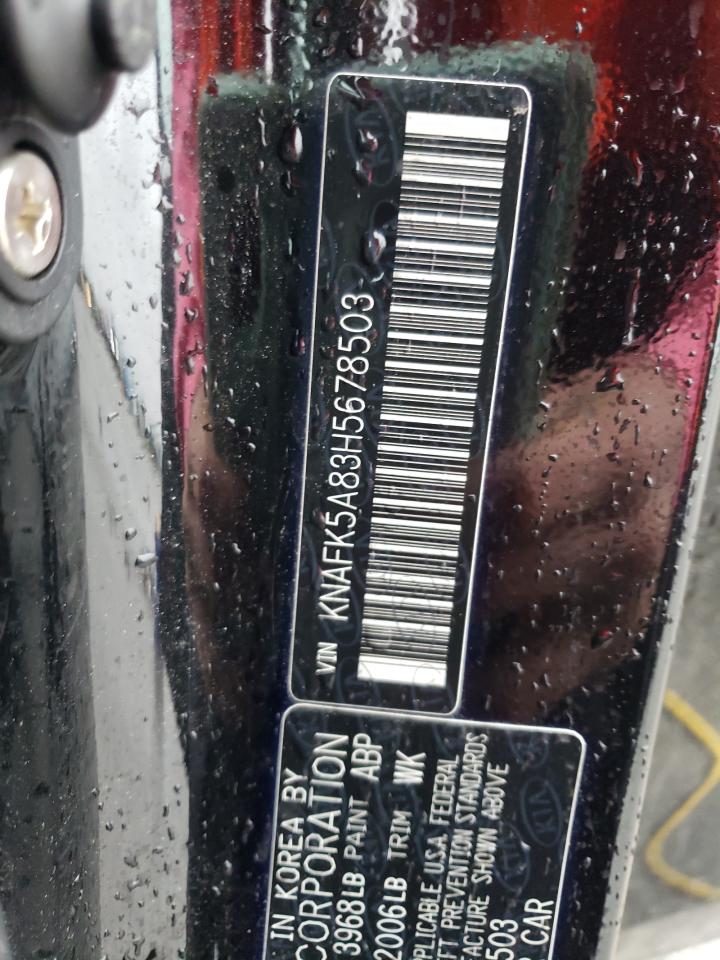 VIN KNAFK5A83H5678503
IN KOREA BY
CORPORATION
3968LB PAINT ABP
2006LB TRIM WK
APPLICABLE U.S.A. FEDERAL
PREVENTION STANDARDS
SHOWN ABOVE
503
CAR
KIA